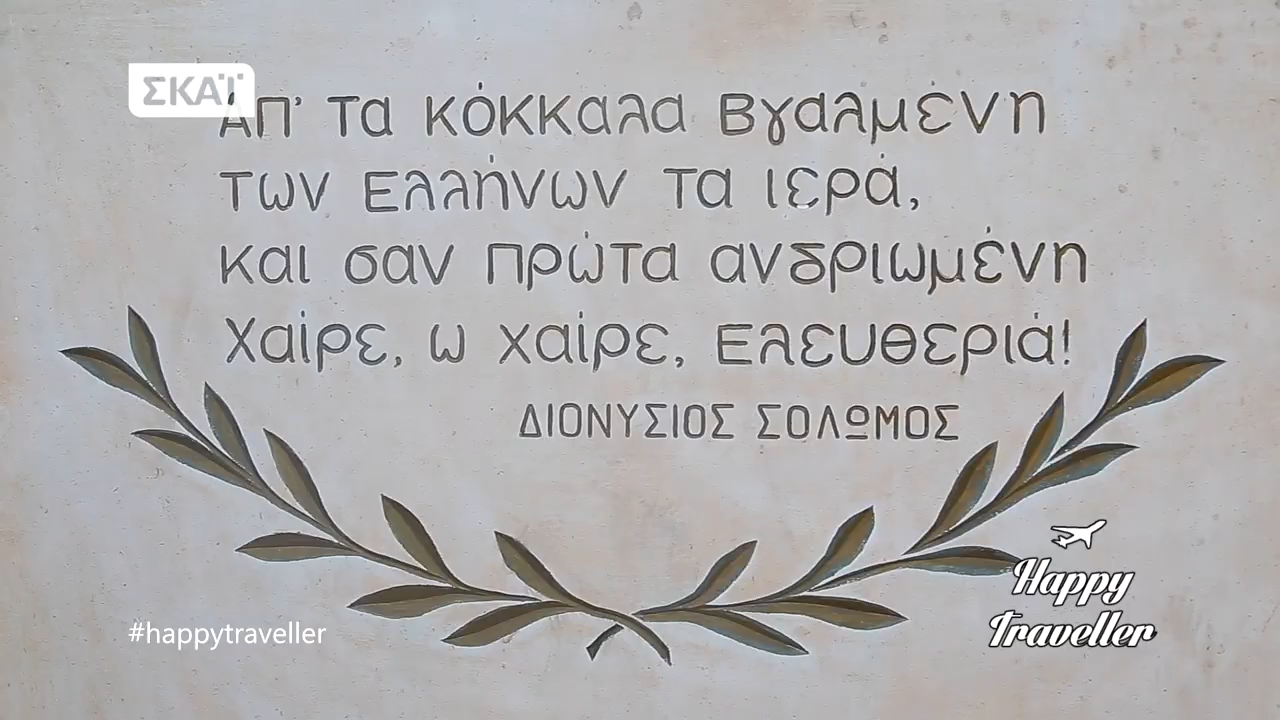 ΣΚΑΪ
Απ' τα κόκκαλα βγαλμένη
των Ελλήνων τα ιερά,
και σαν πρώτα ανδριωμένη
Χαίρε, ω χαίρε, Ελευθεριά!
ΔΙΟΝΥΣΙΟΣ ΣΟΛΩΜΟΣ
Happy
Traveller
#happytraveller